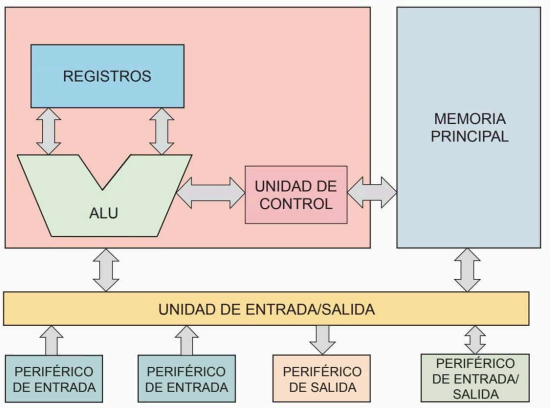 REGISTROS
MEMORIA
PRINCIPAL
ALU
UNIDAD DE
CONTROL
UNIDAD DE ENTRADA/SALIDA
PERIFÉRICO
DE ENTRADA
PERIFÉRICO
DE ENTRADA
PERIFÉRICO
DE SALIDA
PERIFÉRICO
DE ENTRADA/
SALIDA